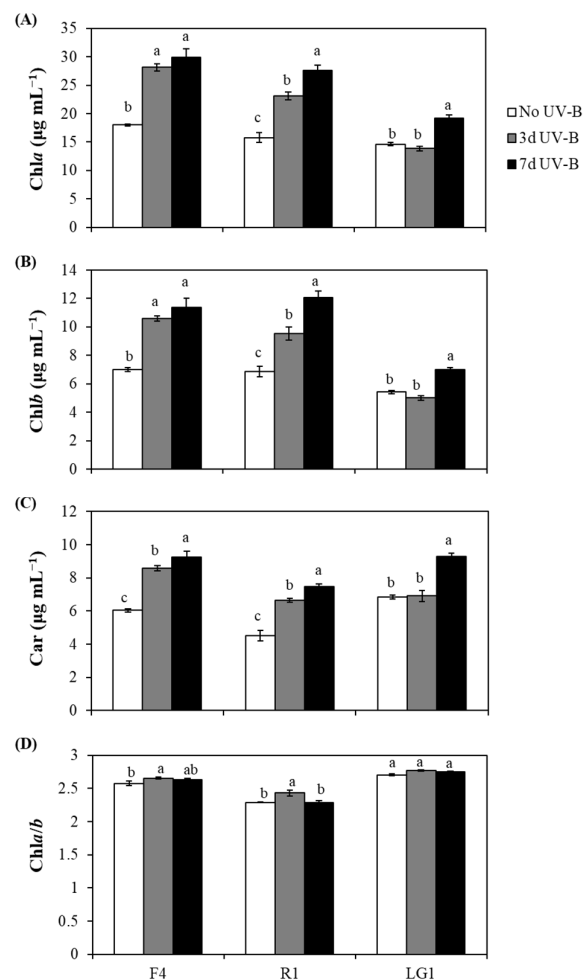 (A)
Chla (μg mL⁻¹)
35
30
25
20
15
10
5
0
b a a
c b a
b b a
No UV-B
3d UV-B
7d UV-B
(B)
Chlb (μg mL⁻¹)
14
12
10
8
6
4
2
0
b a a
c b a
b b a
(C)
Car (μg mL⁻¹)
12
10
8
6
4
2
0
c b a
c b a
b b a
(D)
Chla/b
3
2.5
2
1.5
1
0.5
0
b a ab
b a b
a a a
F4 R1 LG1